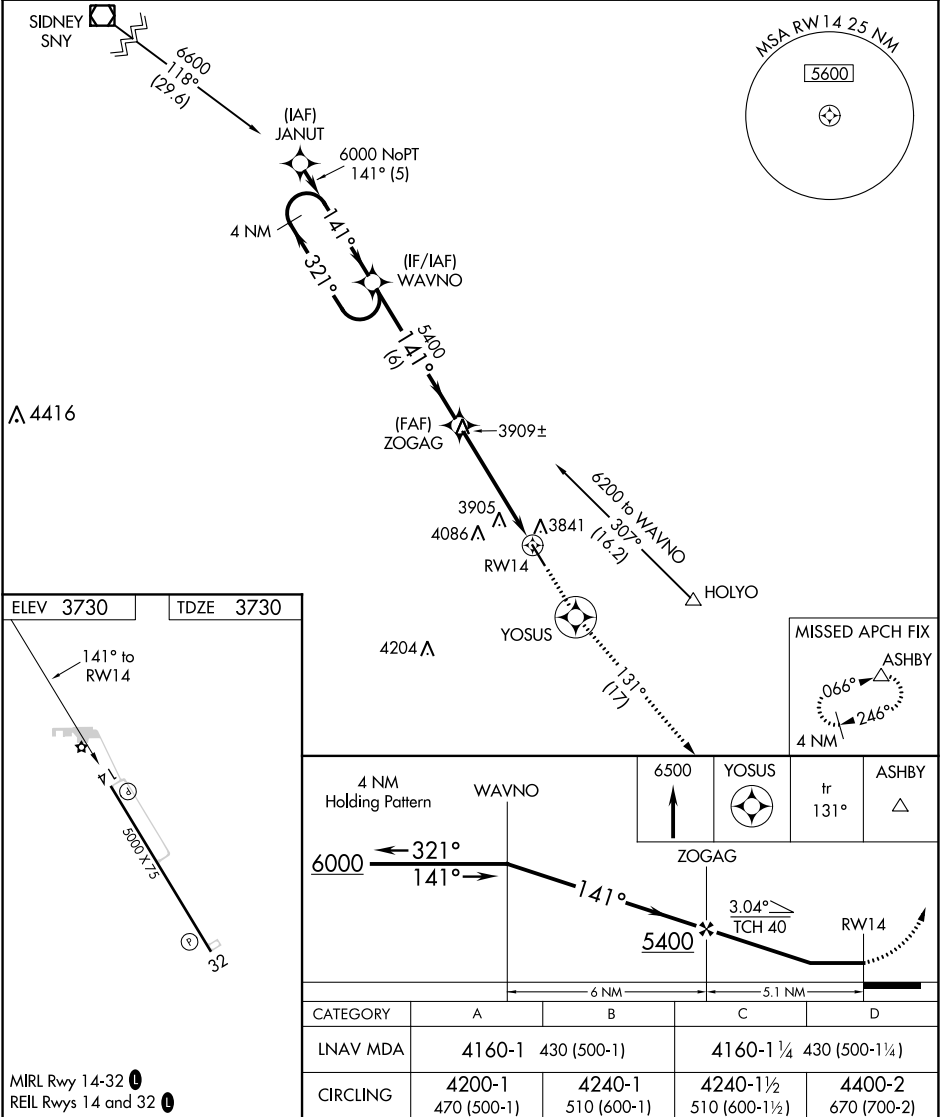 SIDNEY
SNY
6600
118°
(29.6)
(IAF)
JANUT
6000 NoPT
141° (5)
MSA RW14 25 NM
5600
4 NM
141°
321°
(IF/IAF)
WAVNO
5400
141°
(6)
4416
(FAF)
ZOGAG
3909±
3905
4086
3841
RW14
6200 to WAVNO
307°
(16.2)
HOLYO
YOSUS
4204
131°
(17)
MISSED APCH FIX
ASHBY
066°
246°
4 NM
ELEV 3730
TDZE 3730
141° to
RW14
14
P
5000 X 75
P
32
MIRL Rwy 14-32 L
REIL Rwys 14 and 32 L
4 NM
Holding Pattern
WAVNO
6500
YOSUS
tr
131°
ASHBY
6000
321°
141°
141°
ZOGAG
5400
3.04°
TCH 40
RW14
6 NM
5.1 NM
CATEGORY A B C D
LNAV MDA 4160-1 430 (500-1) 4160-1¼ 430 (500-1¼)
CIRCLING 4200-1 4240-1 4240-1½ 4400-2
470 (500-1) 510 (600-1) 510 (600-1½) 670 (700-2)